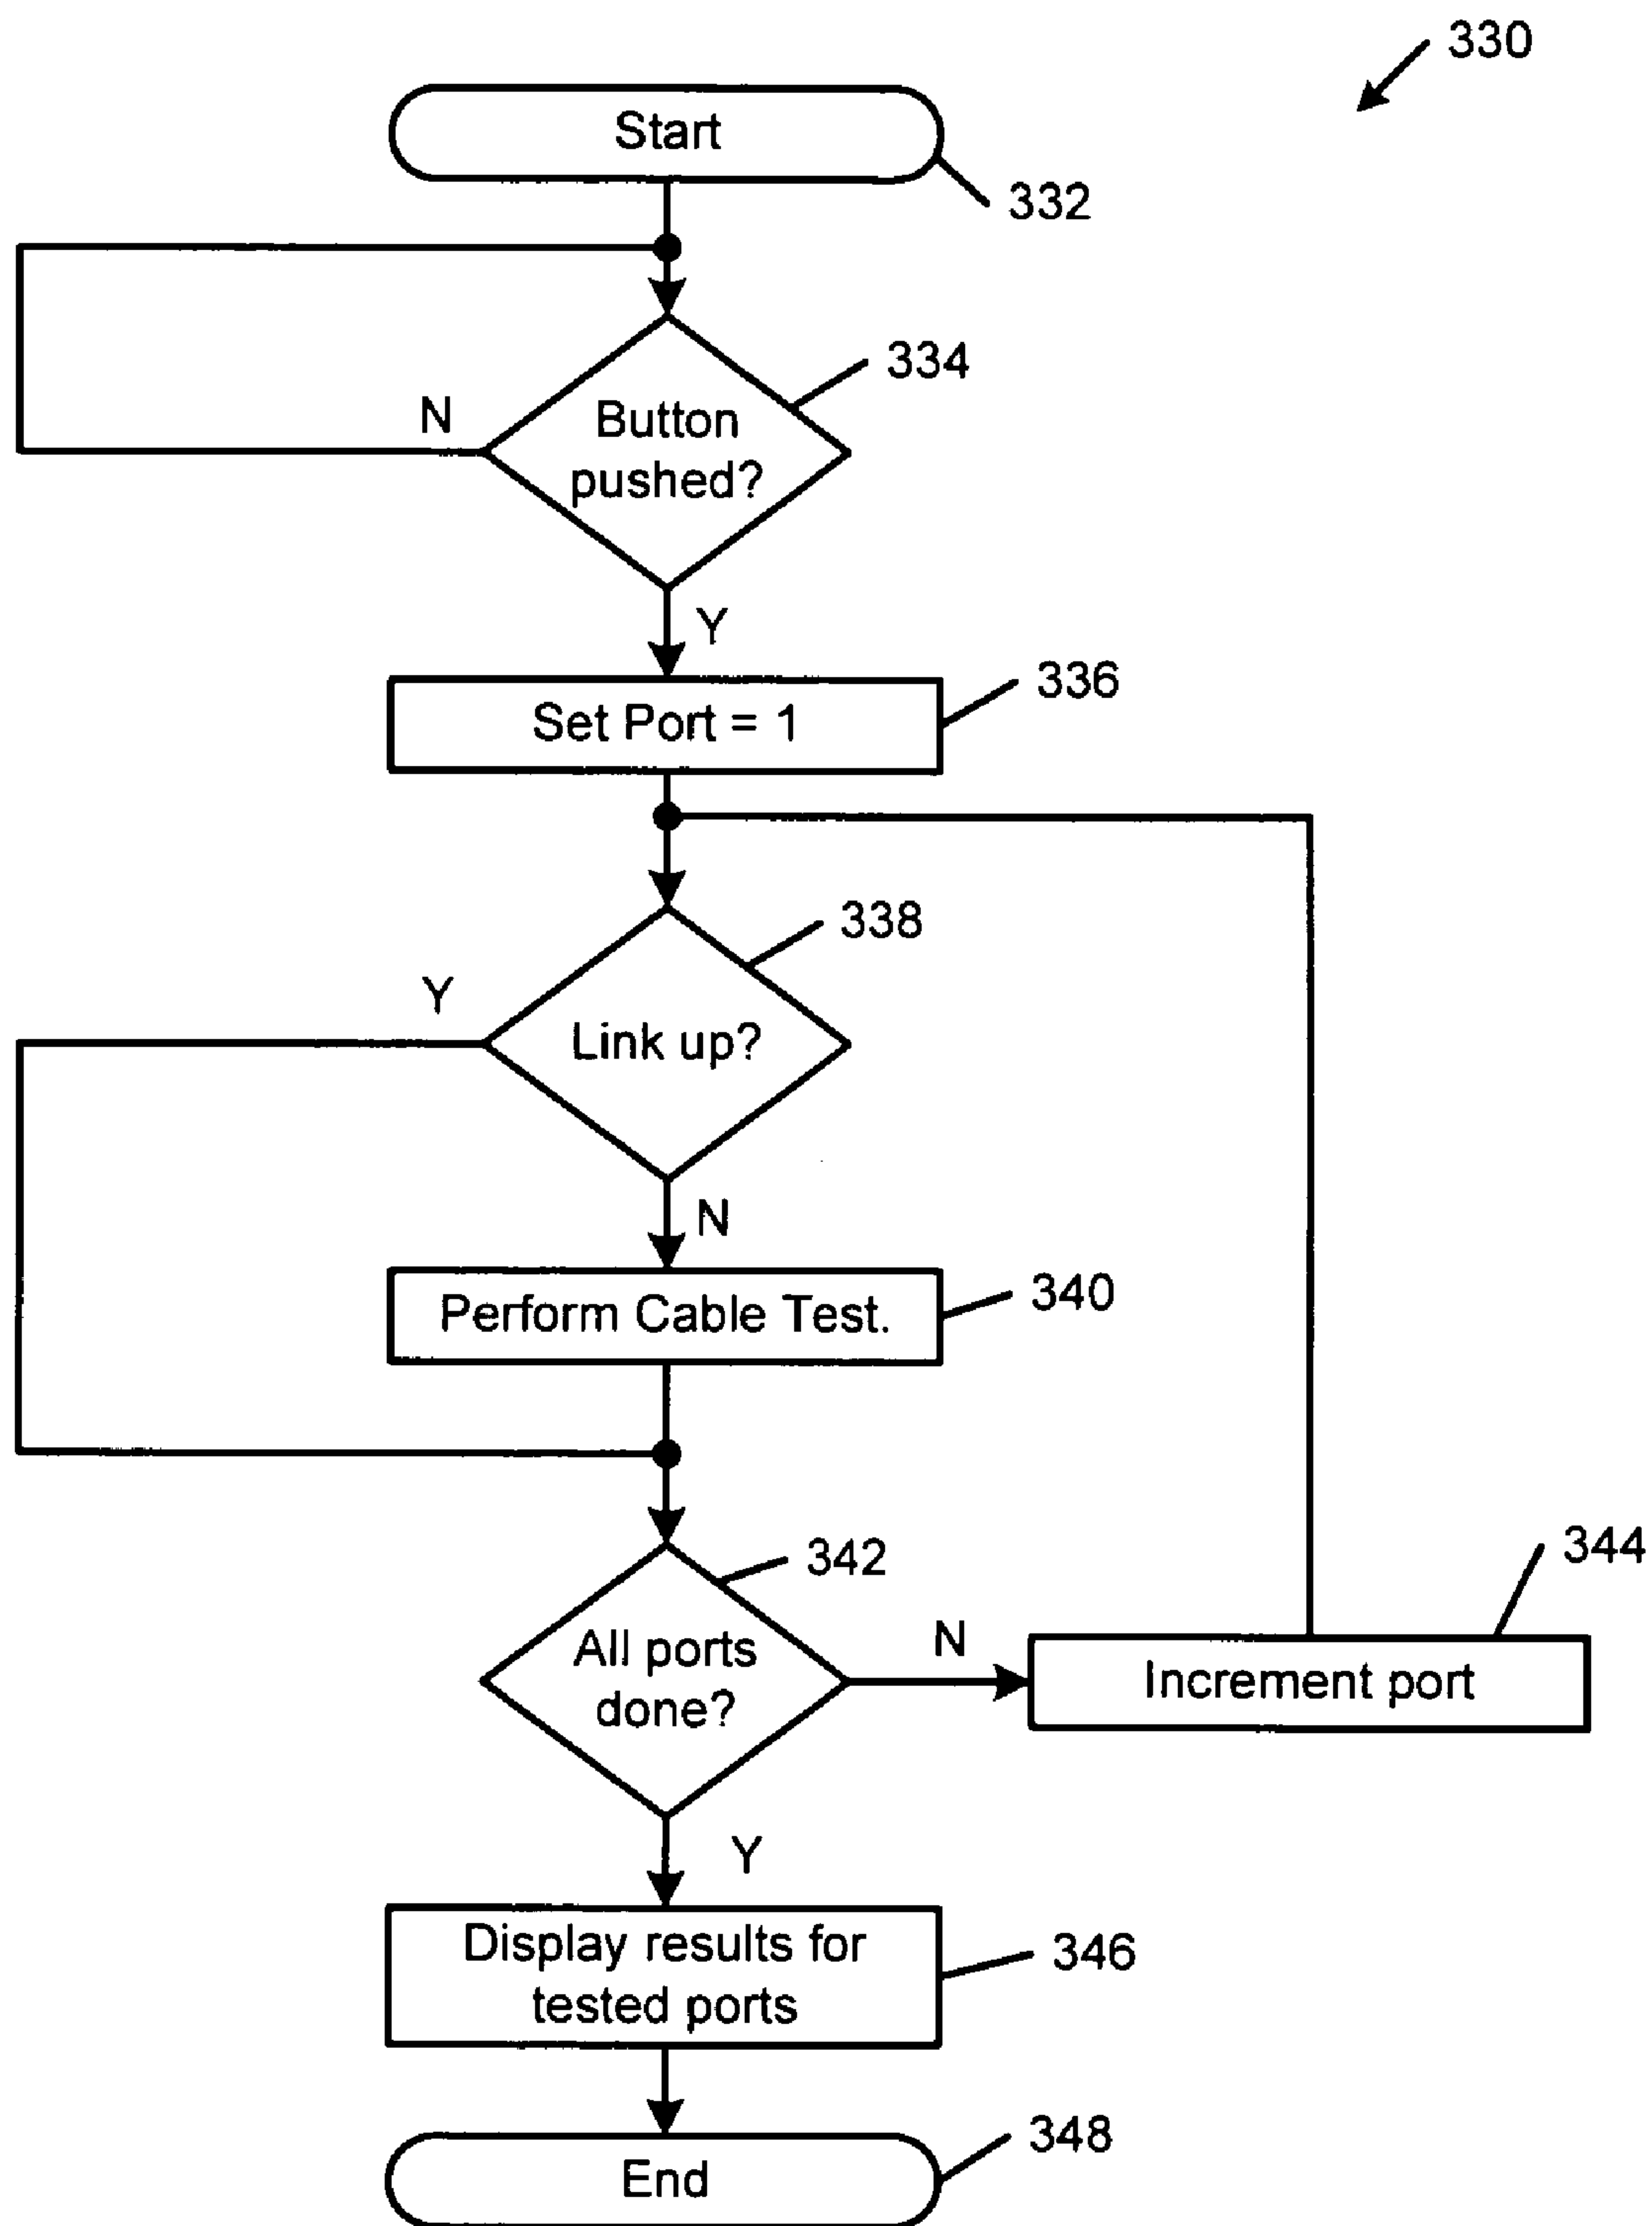 330
Start
332
334
N
Button
pushed?
Y
336
Set Port = 1
338
Y
Link up?
N
340
Perform Cable Test.
342
344
All ports
done?
N
Increment port
Y
Display results for
tested ports
346
348
End